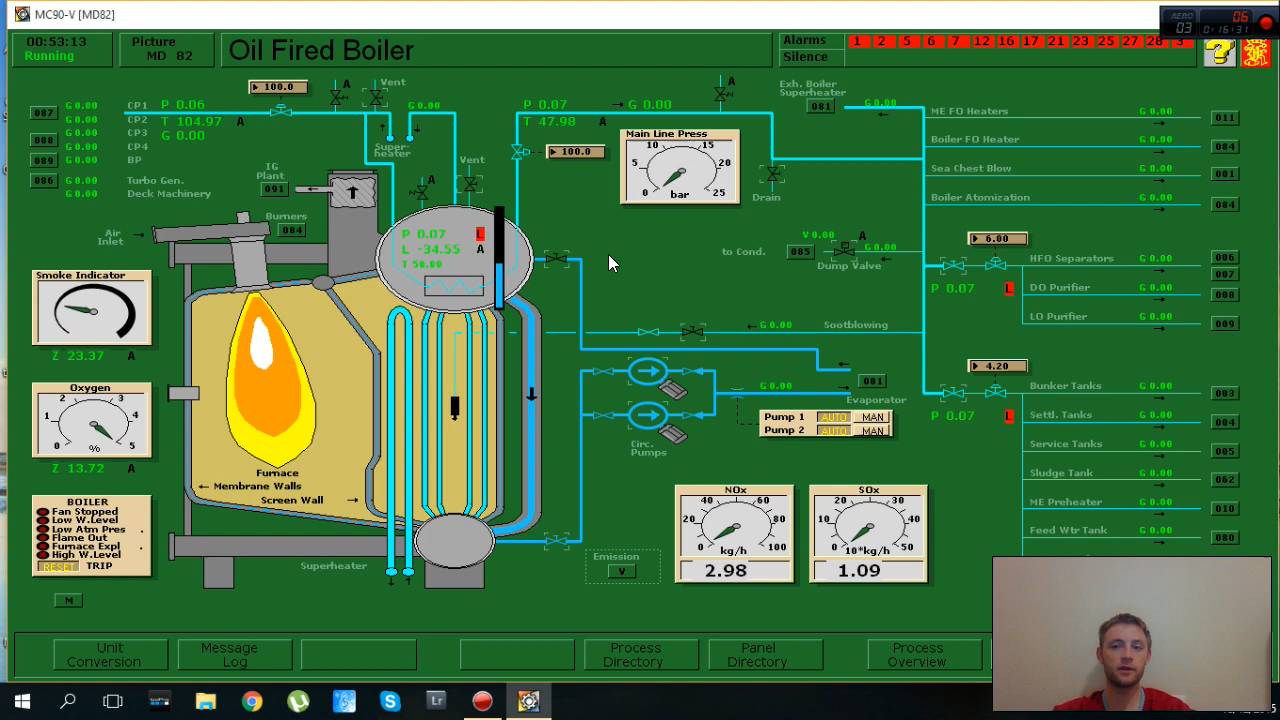 MC90-V [MD82]
AERO 03
06
01:16:31
00:53:13
Running
Picture
MD 82
Oil Fired Boiler
Alarms
Silence
1 2 5 6 7 12 16 17 23 25 27 28 3
?
087 G 0.00 CP1
G 0.00 CP2
088 G 0.00 CP3
G 0.00 CP4
089 G 0.00 BP
086 G 0.00 Turbo Gen.
G 0.00 Deck Machinery
P 0.06
T 104.97 A
G 0.00
100.0
A
Vent
G 0.00
Super-
heater
P 0.07
G 0.00
T 47.98 A
100.0
A
Main Line Press
0 5 10 15 20 25
bar
Drain
Exh. Boiler
Superheater
081
G 0.00
ME FO Heaters G 0.00 011
Boiler FO Heater G 0.00 084
Sea Chest Blow G 0.00 001
Boiler Atomization G 0.00 084
IG
Plant
091
Vent
A
Burners
084
Air
Inlet
P 0.07 L
L -34.55 A
T 50.00
to Cond.
085
V 0.00 A
G 0.00
Dump Valve
6.00
P 0.07 L
HFO Separators G 0.00 006
007
DO Purifier G 0.00 008
LO Purifier G 0.00 009
Smoke Indicator
Z 23.37 A
Oxygen
0 1 2 3 4 5
%
Z 13.72 A
G 0.00
Sootblowing
081
G 0.00
Evaporator
Pump 1 AUTO MAN
Pump 2 AUTO MAN
Circ.
Pumps
4.20
P 0.07 L
Bunker Tanks G 0.00 003
Settl. Tanks G 0.00 004
Service Tanks G 0.00 005
Sludge Tank G 0.00 062
ME Preheater G 0.00 010
Feed Wtr Tank G 0.00 080
Furnace
Membrane Walls
Screen Wall
BOILER
Fan Stopped
Low W.Level
Low Atm Pres .
Flame Out
Furnace Expl .
High W.Level
RESET TRIP
M
Superheater
Emission
V
NOx
0 20 40 60 80 100
kg/h
2.98
SOx
0 10 20 30 40 50
10*kg/h
1.09
Unit
Conversion
Message
Log
Process
Directory
Panel
Directory
Process
Overview
GoPro
Lr